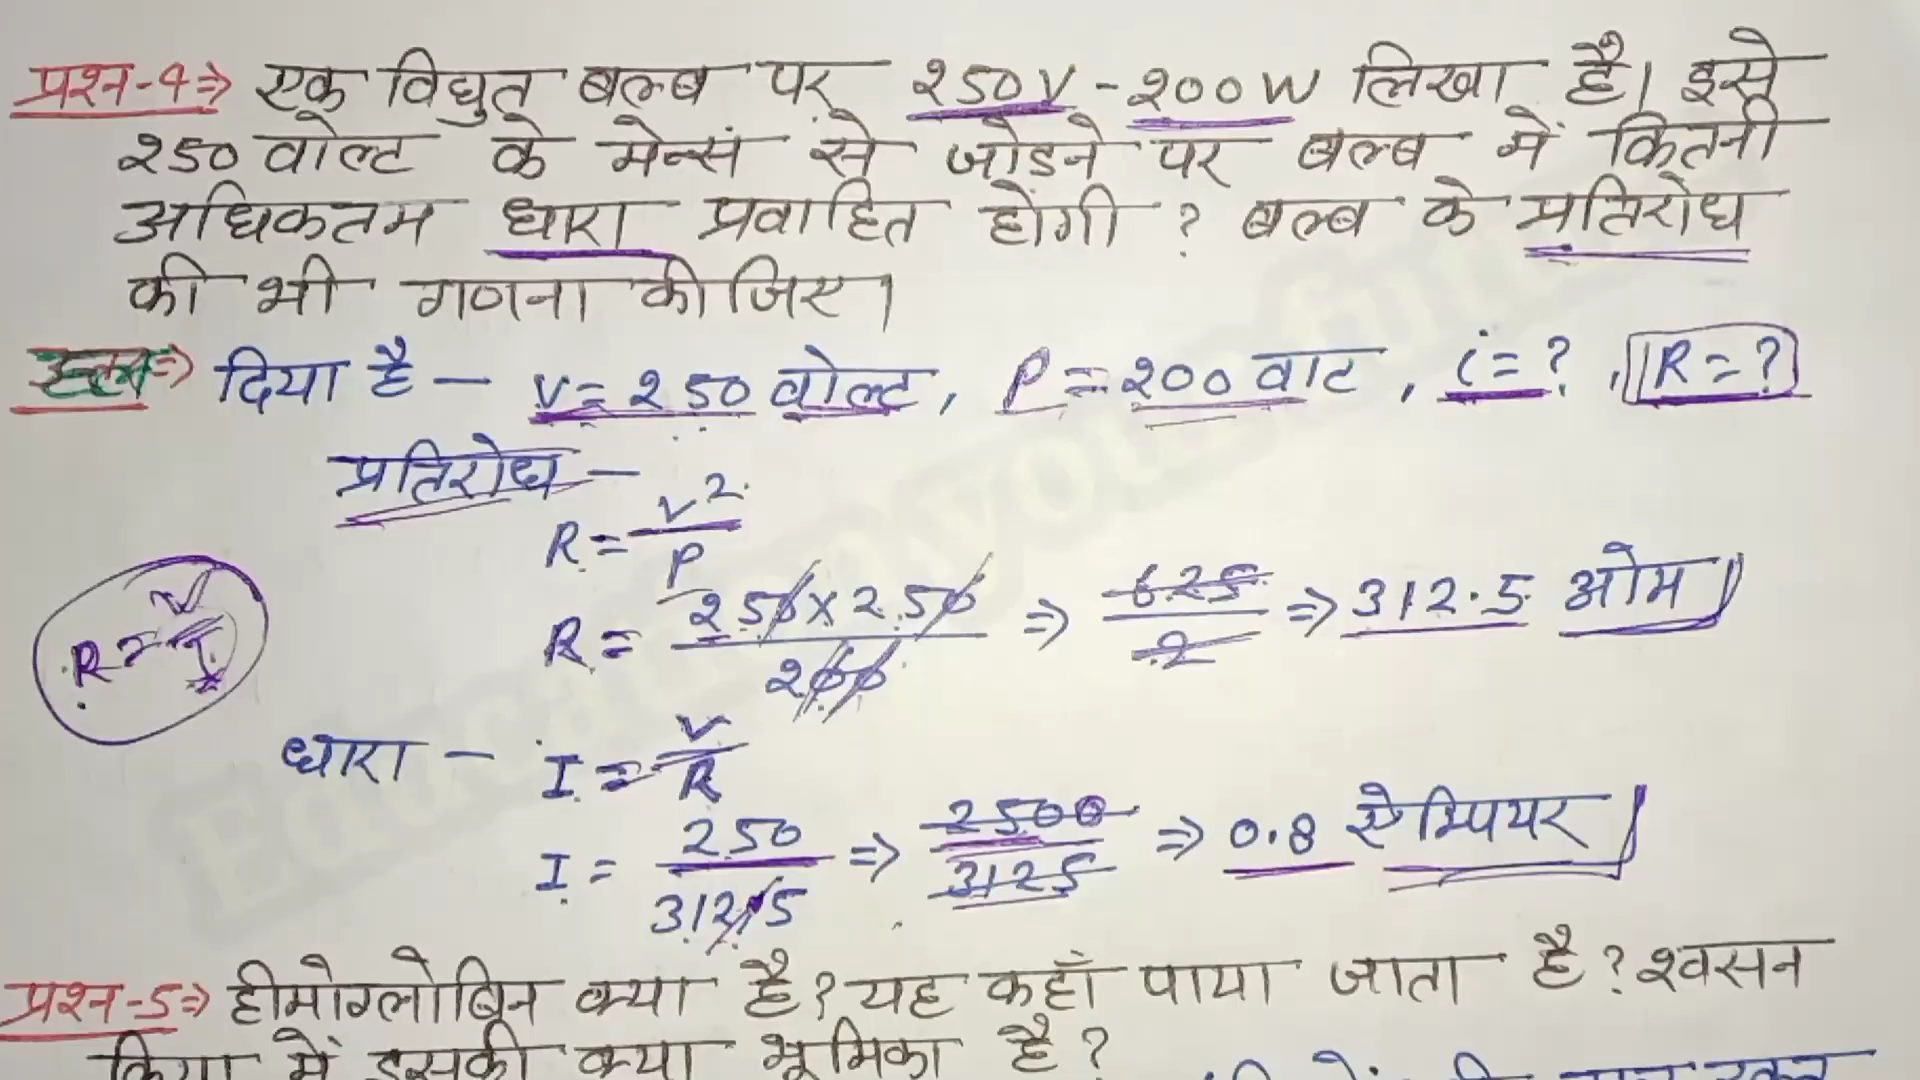 प्रश्न-4⇒ एक विद्युत बल्ब पर 250V - 200W लिखा है। इसे
250 वोल्ट के मेन्सं से जोडने पर बल्ब में कितनी
अधिकतम धारा प्रवाहित होंगी ? बल्ब के प्रतिरोध
की भी गणना कीजिए।
हल⇒ दिया है - V = 250 वोल्ट, P = 200 वाट, i = ?, R = ?
प्रतिरोध -
R = V²/P
R = 250 × 250 / 200 ⇒ 625/2 ⇒ 312.5 ओम
R = V/I
धारा - I = V/R
I = 250/312.5 ⇒ 2500/3125 ⇒ 0.8 ऐम्पियर
प्रश्न-5⇒ हीमोग्लोबिन क्या है? यह कहाँ पाया जाता है? श्वसन
क्रिया में इसकी क्या भूमिका है?